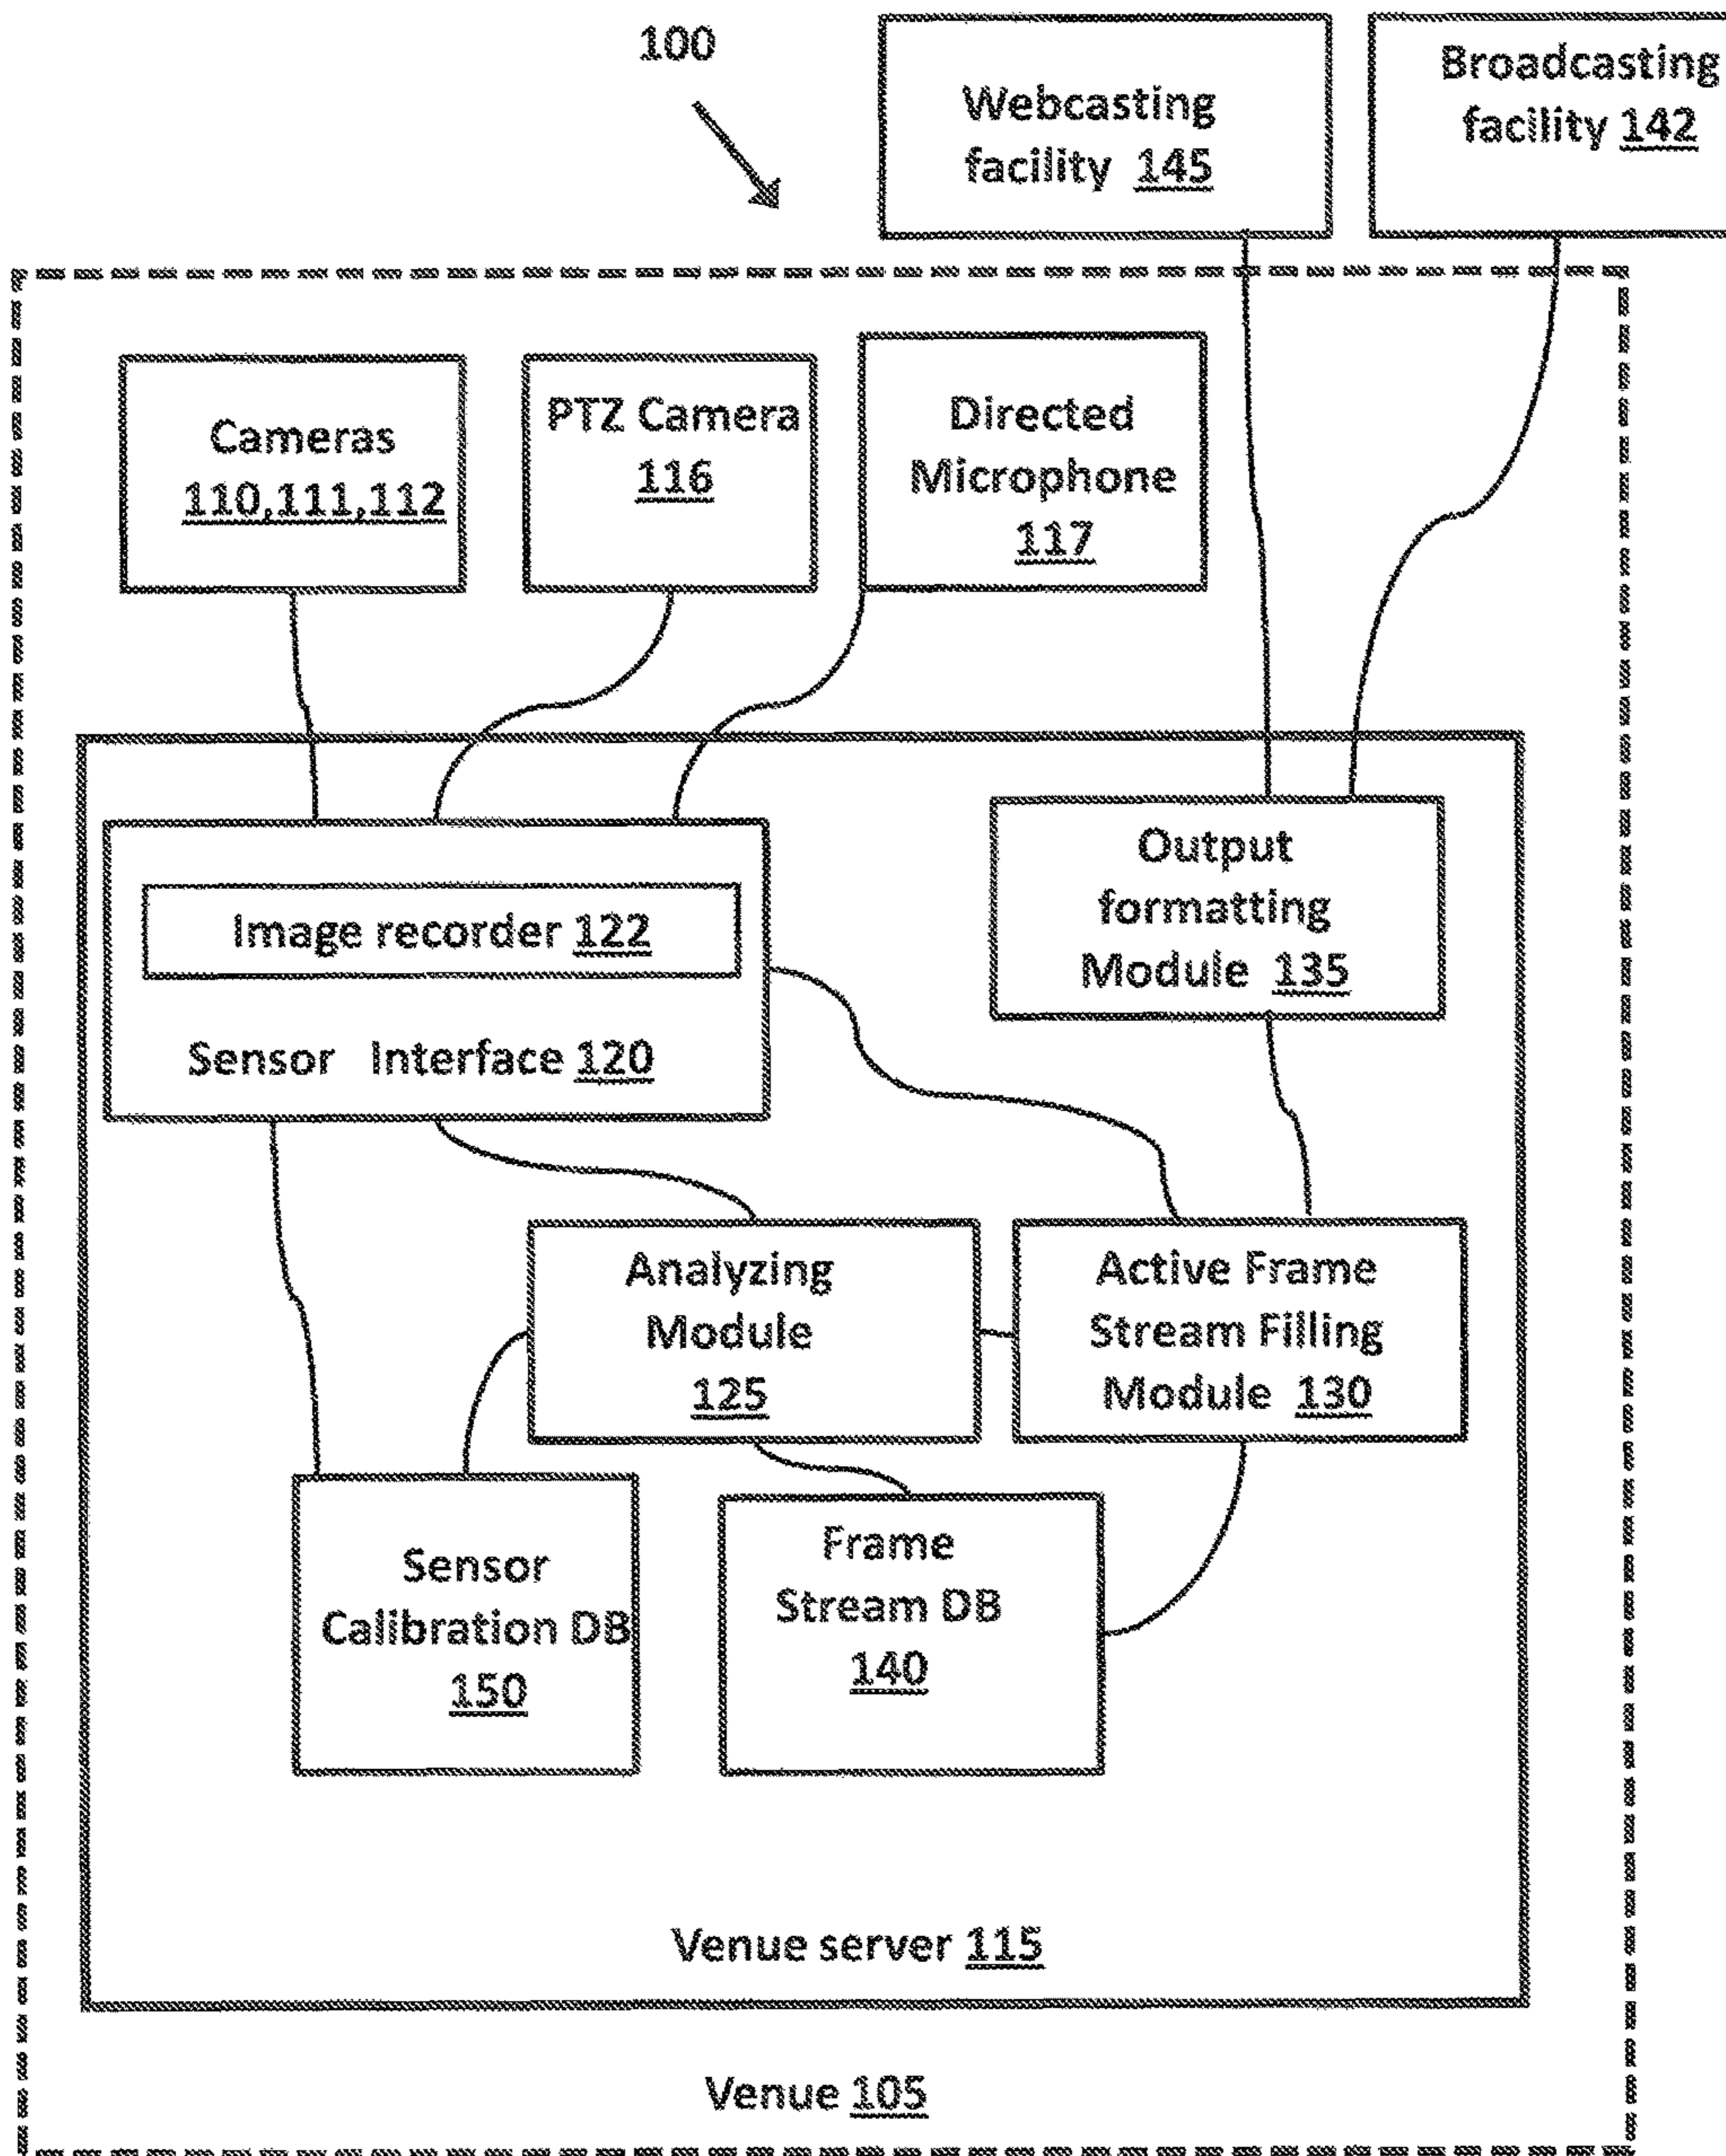 100
Webcasting
facility 145
Broadcasting
facility 142
Cameras
110,111,112
PTZ Camera
116
Directed
Microphone
117
Image recorder 122
Sensor Interface 120
Output
formatting
Module 135
Analyzing
Module
125
Active Frame
Stream Filling
Module 130
Sensor
Calibration DB
150
Frame
Stream DB
140
Venue server 115
Venue 105